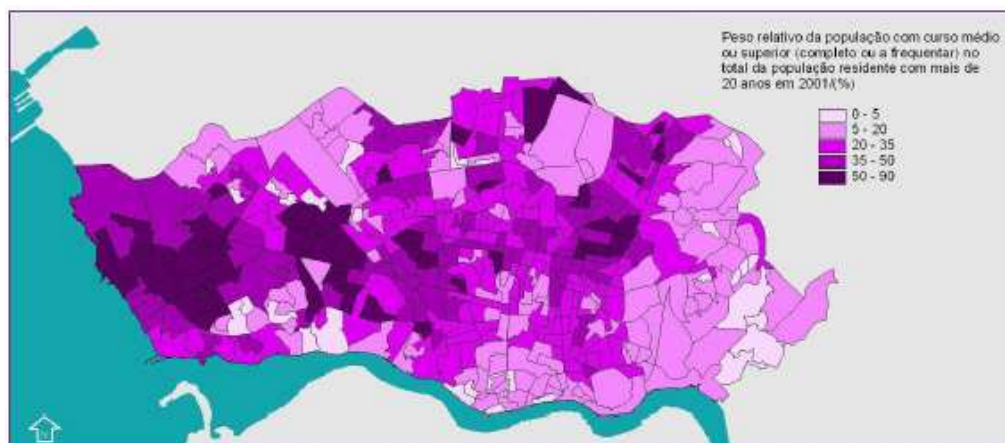 Peso relativo da população com curso médio
ou superior (completo ou a frequentar) no
total da população residente com mais de
20 anos em 2001/(%)
0 - 5
5 - 20
20 - 35
35 - 50
50 - 90